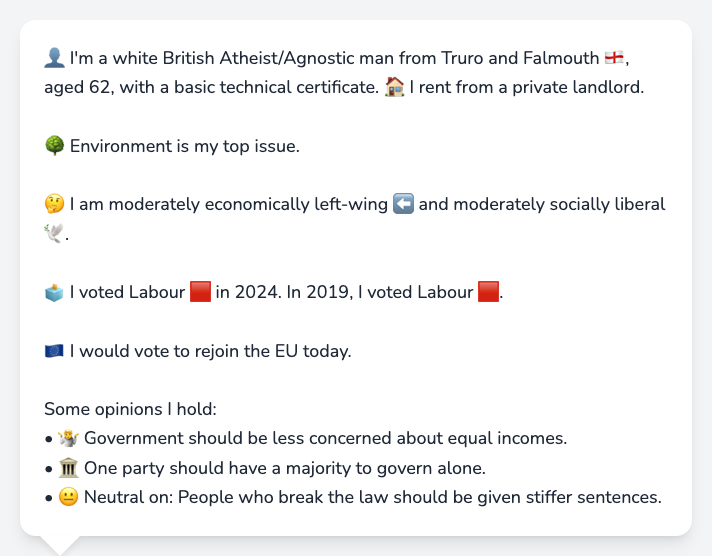 👤 I'm a white British Atheist/Agnostic man from Truro and Falmouth 🏴󠁧󠁢󠁥󠁮󠁧󠁿,
aged 62, with a basic technical certificate. 🏠 I rent from a private landlord.
🌳 Environment is my top issue.
🤔 I am moderately economically left-wing ⬅️ and moderately socially liberal
🕊️.
🗳️ I voted Labour 🟥 in 2024. In 2019, I voted Labour 🟥.
🇪🇺 I would vote to rejoin the EU today.
Some opinions I hold:
• 🤷 Government should be less concerned about equal incomes.
• 🏛️ One party should have a majority to govern alone.
• 😐 Neutral on: People who break the law should be given stiffer sentences.